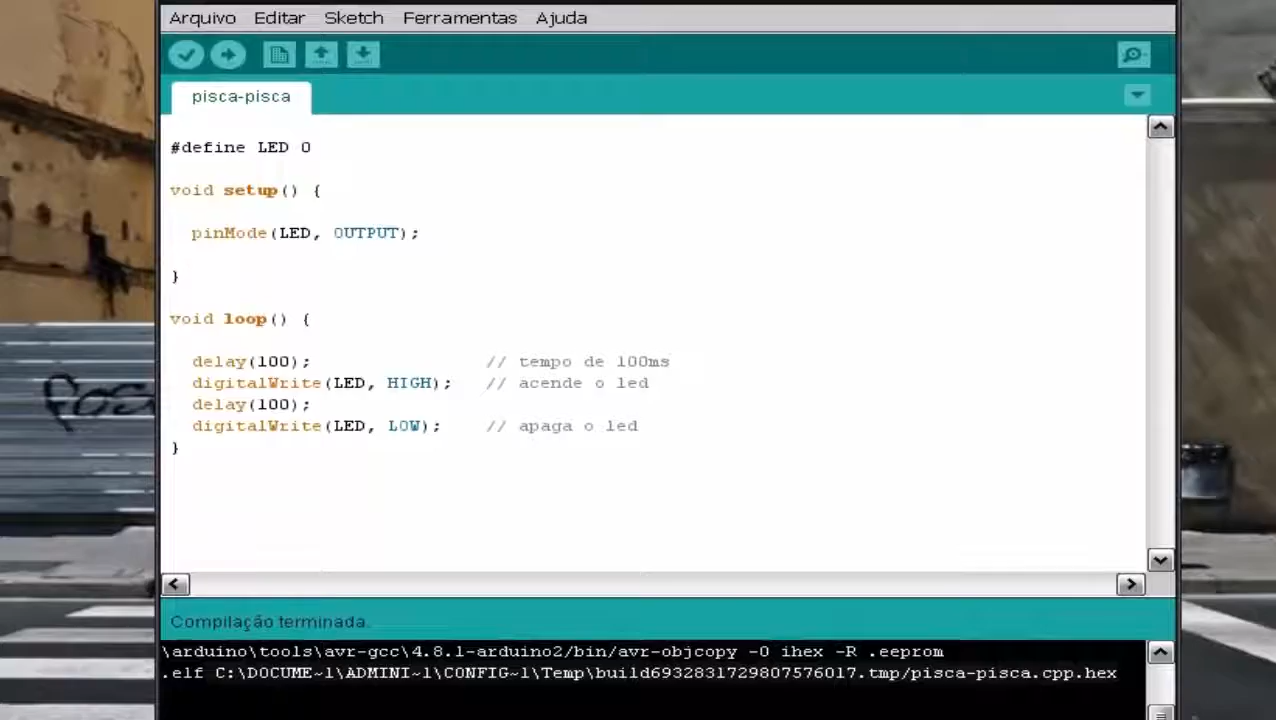 Arquivo Editar Sketch Ferramentas Ajuda
pisca-pisca
#define LED 0
void setup() {
pinMode(LED, OUTPUT);
}
void loop() {
delay(100); // tempo de 100ms
digitalWrite(LED, HIGH); // acende o led
delay(100);
digitalWrite(LED, LOW); // apaga o led
}
Compilação terminada.
\arduino\tools\avr-gcc\4.8.1-arduino2/bin/avr-objcopy -O ihex -R .eeprom
.elf C:\DOCUME~1\ADMINI~1\CONFIG~1\Temp\build6932831729807576017.tmp/pisca-pisca.cpp.hex